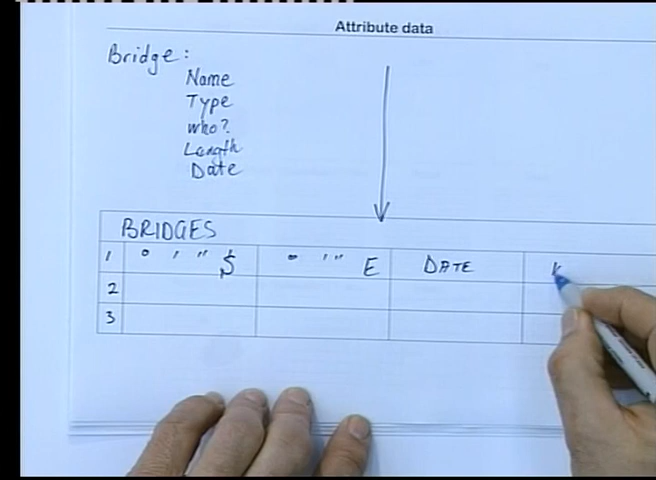 Attribute data
Bridge:
Name
Type
who?
Length
Date
BRIDGES
1 ° ' " S ° ' " E DATE
2
3